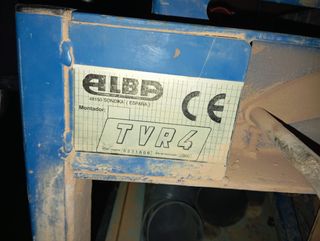 ALBA
48150 SONDIKA ( ESPAÑA )
Montador:
CE
TVR4